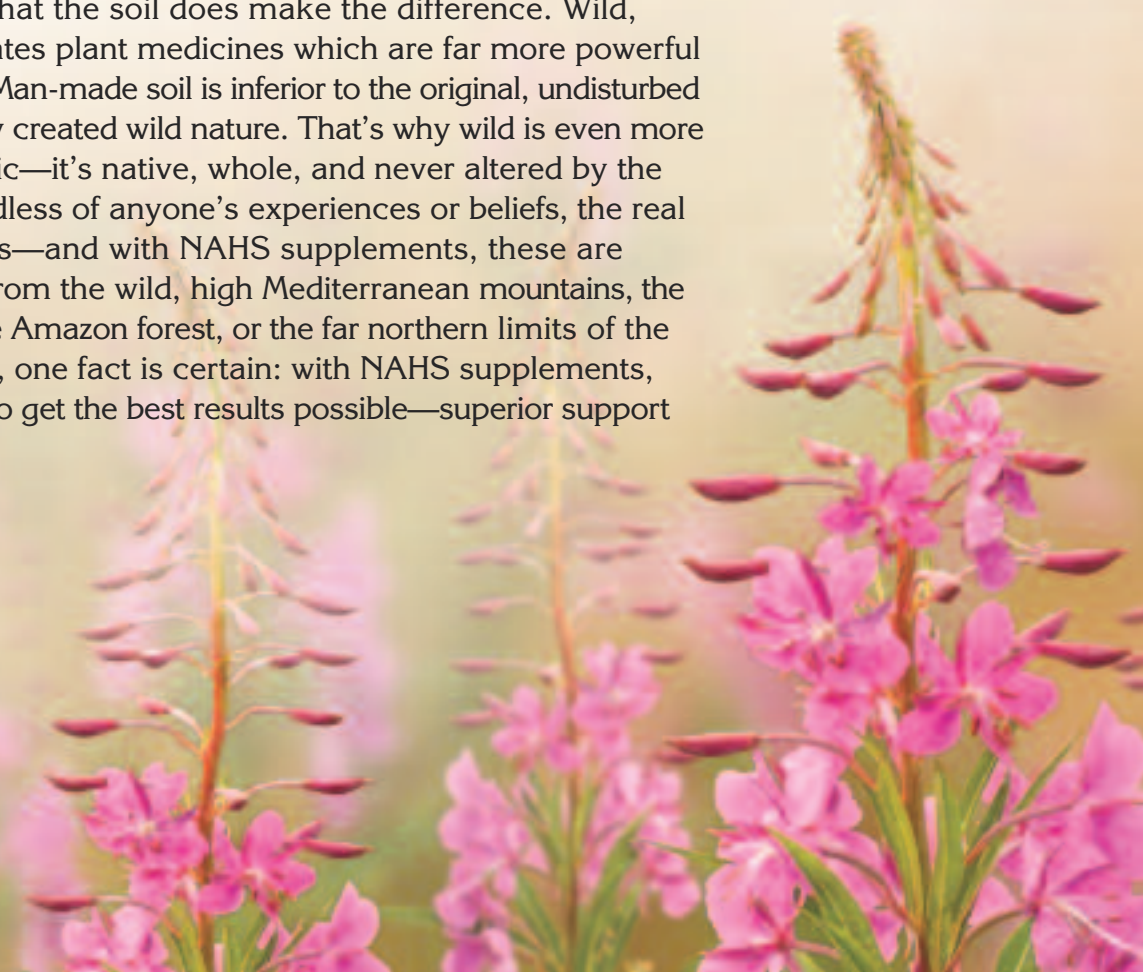 hat the soil does make the difference. Wild,
tes plant medicines which are far more powerful
Man-made soil is inferior to the original, undisturbed
created wild nature. That’s why wild is even more
ic—it’s native, whole, and never altered by the
dless of anyone’s experiences or beliefs, the real
s—and with NAHS supplements, these are
rom the wild, high Mediterranean mountains, the
Amazon forest, or the far northern limits of the
, one fact is certain: with NAHS supplements,
o get the best results possible—superior support